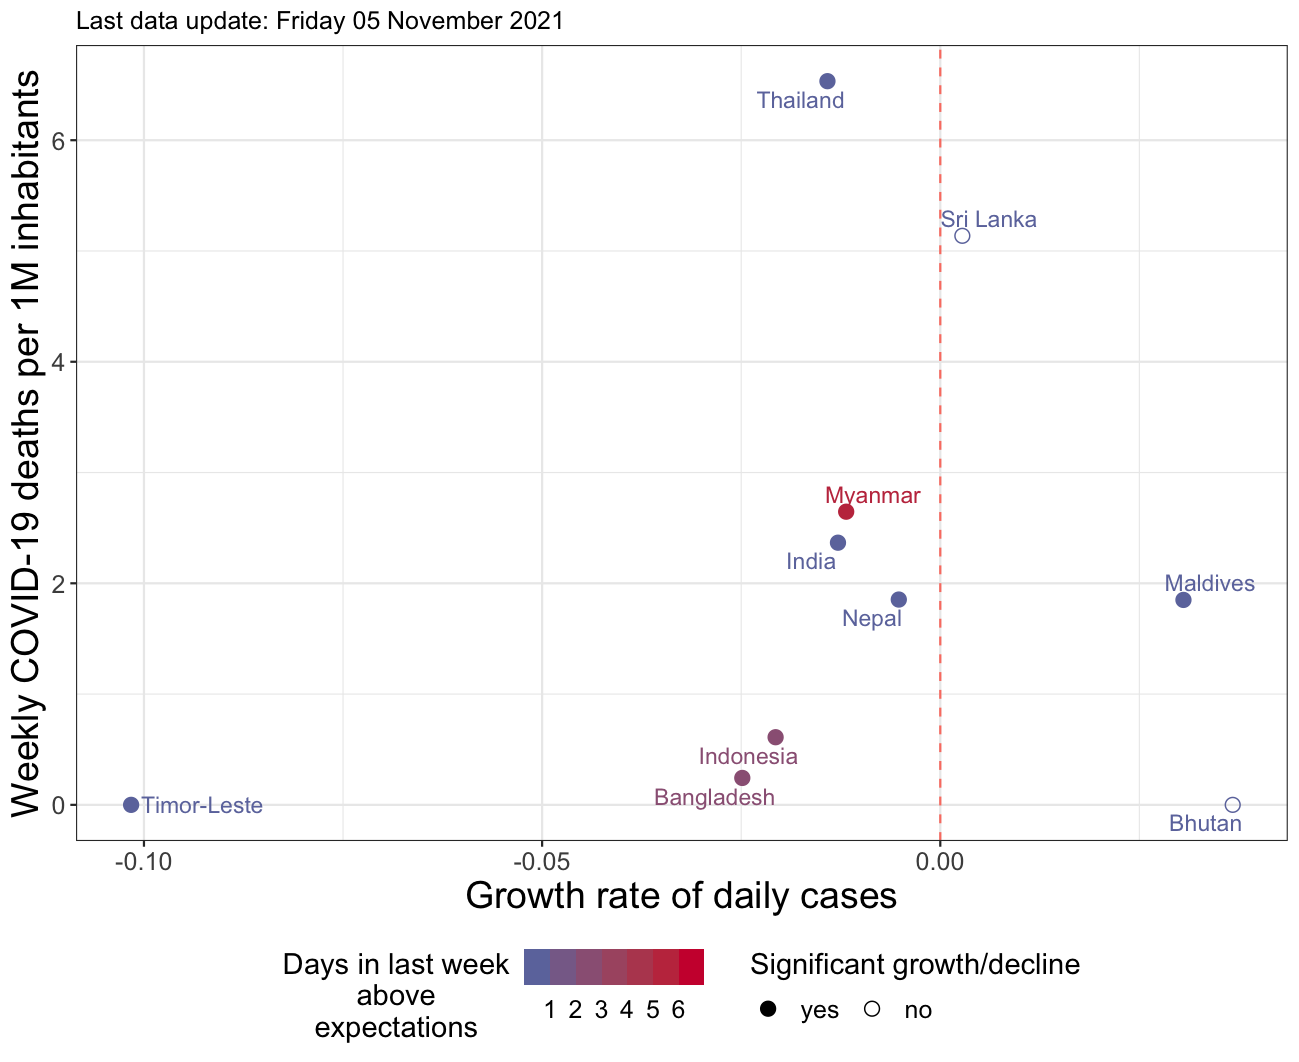 Last data update: Friday 05 November 2021
Weekly COVID-19 deaths per 1M inhabitants
6
4
2
0
Thailand
Sri Lanka
Myanmar
India
Maldives
Nepal
Indonesia
Bangladesh
Timor-Leste
Bhutan
-0.10
-0.05
0.00
Growth rate of daily cases
Days in last week
above
expectations
1 2 3 4 5 6
Significant growth/decline
yes
no